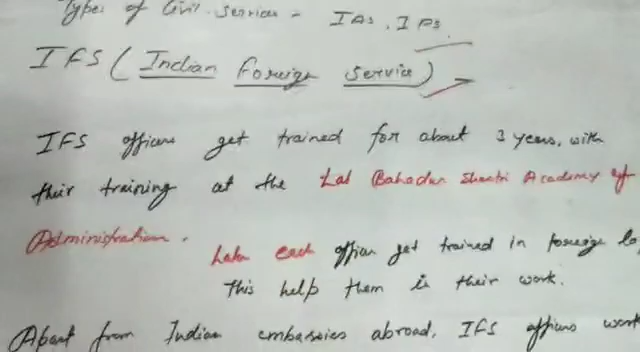 Types of Civil Services - IAS, IPS
IFS (Indian Foreign Service)
IFS officers get trained for about 3 years, with
their training at the Lal Bahadur Shastri Academy of
Administration.
Later each officer get trained in foreign
This help them in their work.
Apart from Indian embassies abroad, IFS officers work